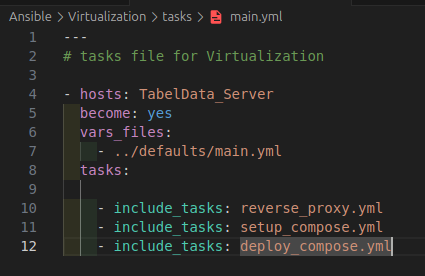 Ansible > Virtualization > tasks > main.yml
1 ---
2 # tasks file for Virtualization
3
4 - hosts: TabelData_Server
5   become: yes
6   vars_files:
7     - ../defaults/main.yml
8   tasks:
9
10     - include_tasks: reverse_proxy.yml
11     - include_tasks: setup_compose.yml
12     - include_tasks: deploy_compose.yml